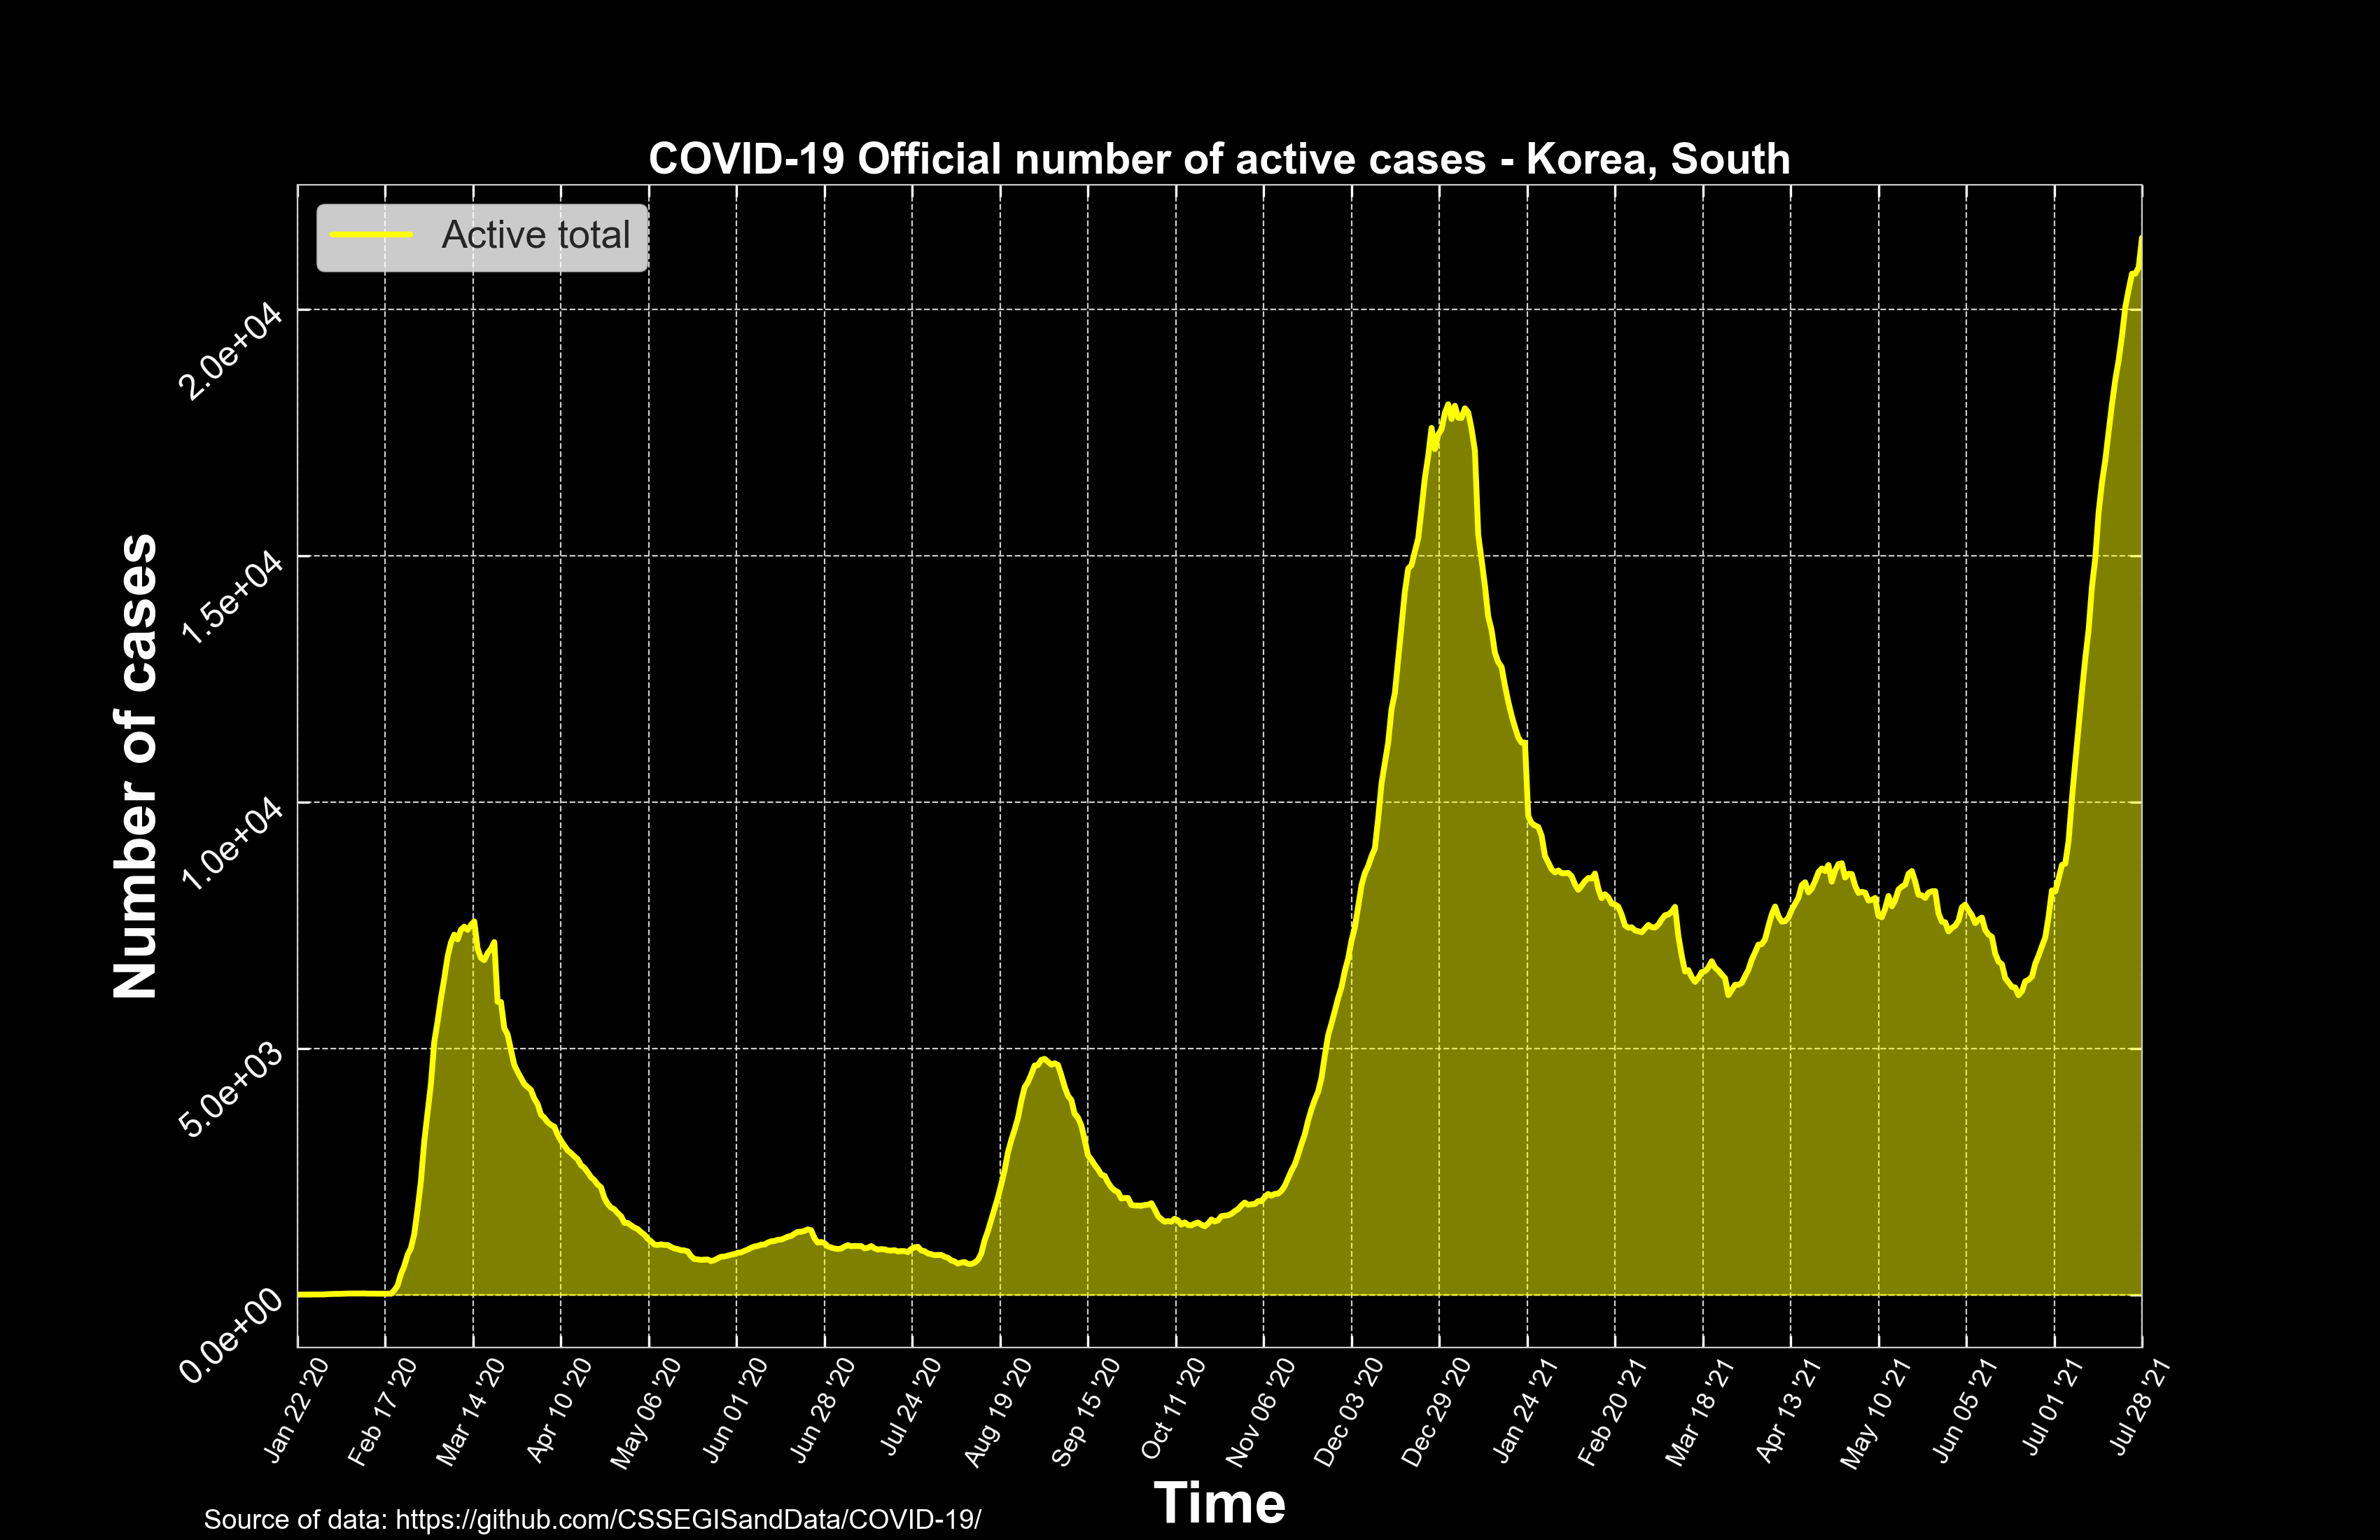 COVID-19 Official number of active cases - Korea, South
Active total
Number of cases
2.0e+04
1.5e+04
1.0e+04
5.0e+03
0.0e+00
Jan 22 '20
Feb 17 '20
Mar 14 '20
Apr 10 '20
May 06 '20
Jun 01 '20
Jun 28 '20
Jul 24 '20
Aug 19 '20
Sep 15 '20
Oct 11 '20
Nov 06 '20
Dec 03 '20
Dec 29 '20
Jan 24 '21
Feb 20 '21
Mar 18 '21
Apr 13 '21
May 10 '21
Jun 05 '21
Jul 01 '21
Jul 28 '21
Time
Source of data: https://github.com/CSSEGISandData/COVID-19/